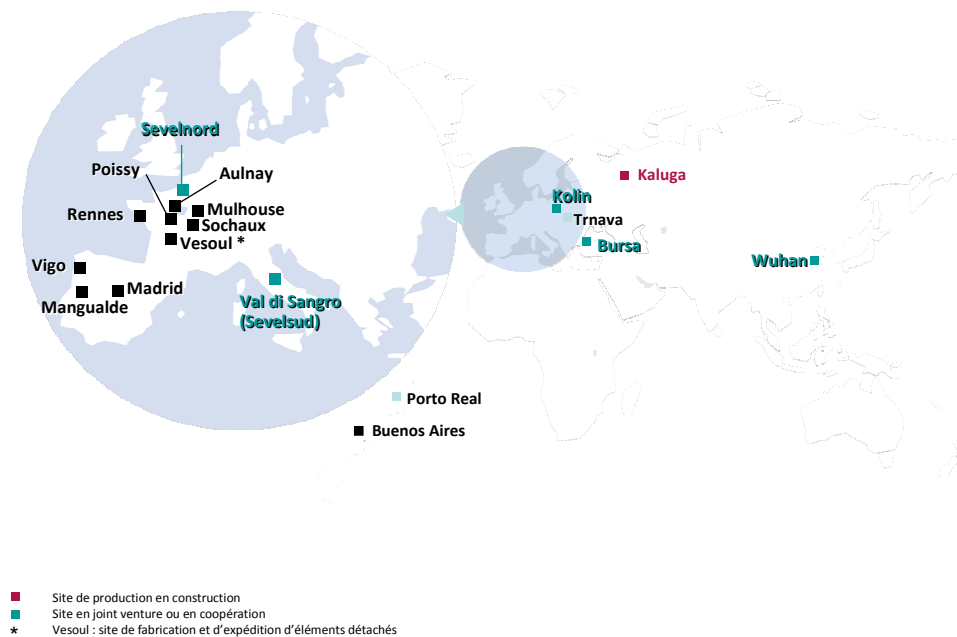 Sevelnord
Poissy
Aulnay
Kaluga
Kolin
Rennes
Mulhouse
Trnava
Sochaux
Vesoul *
Bursa
Vigo
Wuhan
Madrid
Mangualde
Val di Sangro
(Sevelsud)
Porto Real
Buenos Aires
Site de production en construction
Site en joint venture ou en coopération
* Vesoul : site de fabrication et d'expédition d'éléments détachés